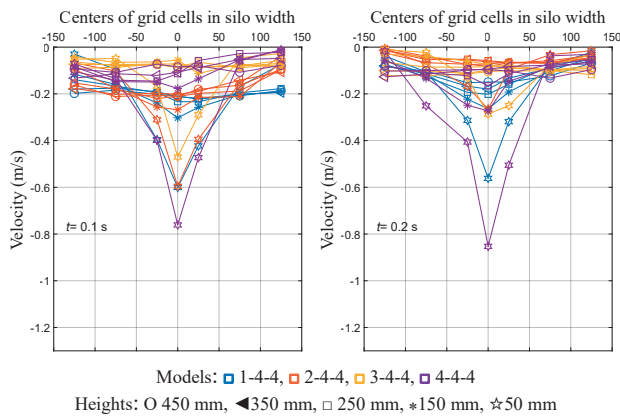 Centers of grid cells in silo width Centers of grid cells in silo width
-150 -100 -50 0 50 100 150 -150 -100 -50 0 50 100 150
0 0
-0.2 -0.2
-0.4 -0.4
-0.6 -0.6
-0.8 -0.8
-1 -1
-1.2 -1.2
Velocity (m/s) Velocity (m/s)
t= 0.1 s t= 0.2 s
Models: 1-4-4, 2-4-4, 3-4-4, 4-4-4
Heights: O 450 mm, ◀350 mm, □ 250 mm, *150 mm, ☆50 mm